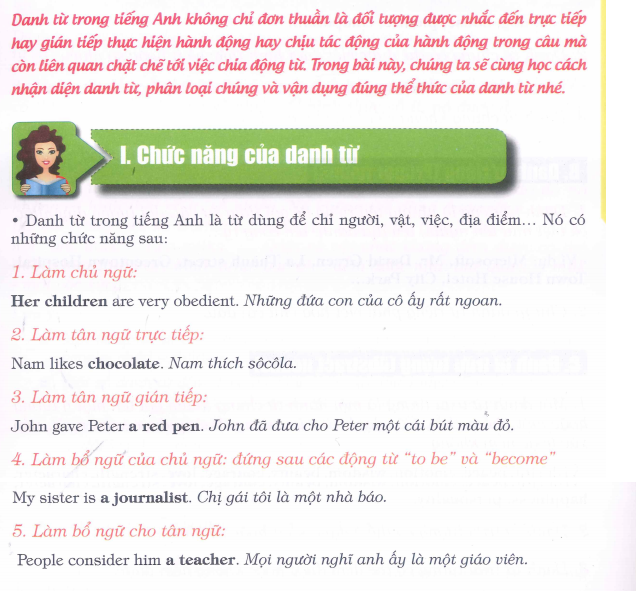 Danh từ trong tiếng Anh không chỉ đơn thuần là đối tượng được nhắc đến trực tiếp
hay gián tiếp thực hiện hành động hay chịu tác động của hành động trong câu mà
còn liên quan chặt chẽ tới việc chia động từ. Trong bài này, chúng ta sẽ cùng học cách
nhận diện danh từ, phân loại chúng và vận dụng đúng thể thức của danh từ nhé.
I. Chức năng của danh từ
• Danh từ trong tiếng Anh là từ dùng để chỉ người, vật, việc, địa điểm... Nó có
những chức năng sau:
1. Làm chủ ngữ:
Her children are very obedient. Những đứa con của cô ấy rất ngoan.
2. Làm tân ngữ trực tiếp:
Nam likes chocolate. Nam thích sôcôla.
3. Làm tân ngữ gián tiếp:
John gave Peter a red pen. John đã đưa cho Peter một cái bút màu đỏ.
4. Làm bổ ngữ của chủ ngữ: đứng sau các động từ "to be" và "become"
My sister is a journalist. Chị gái tôi là một nhà báo.
5. Làm bổ ngữ cho tân ngữ:
People consider him a teacher. Mọi người nghĩ anh ấy là một giáo viên.